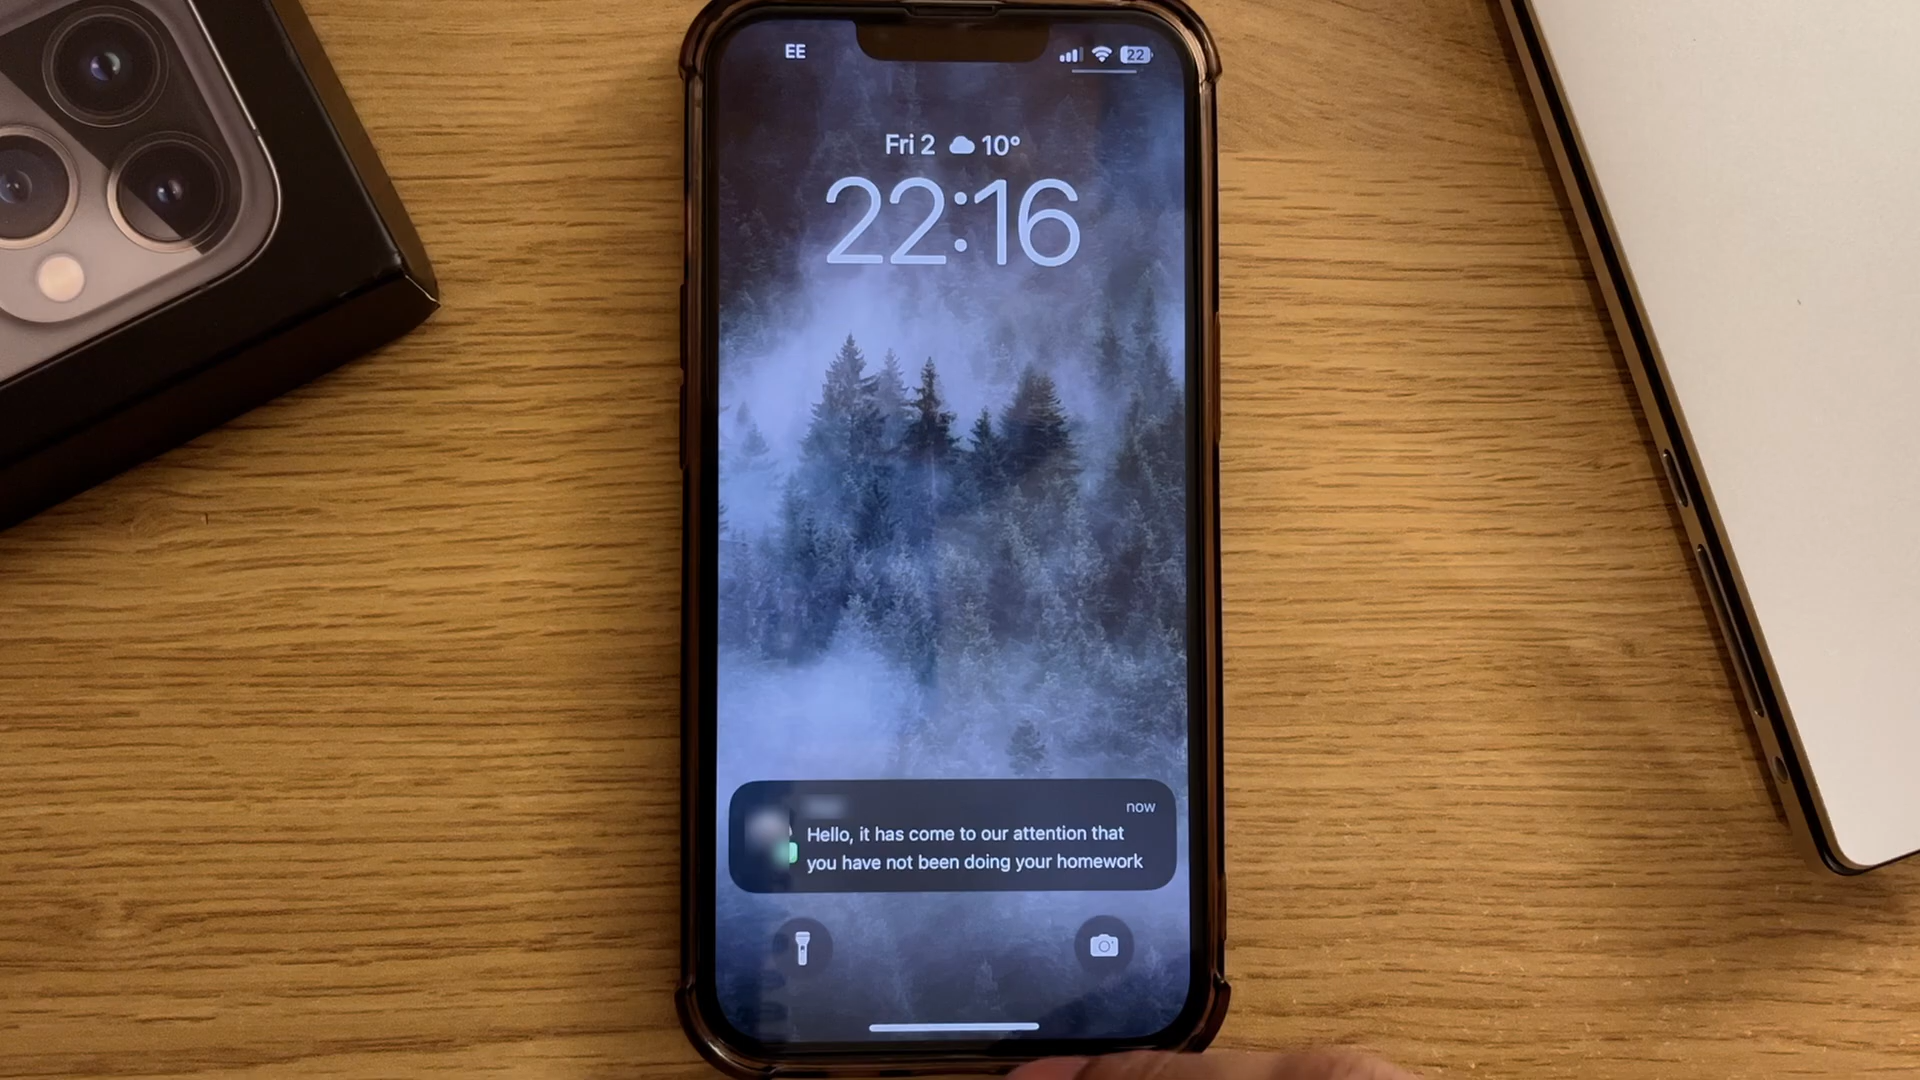 EE
22
Fri 2 10°
22:16
now
Hello, it has come to our attention that
you have not been doing your homework